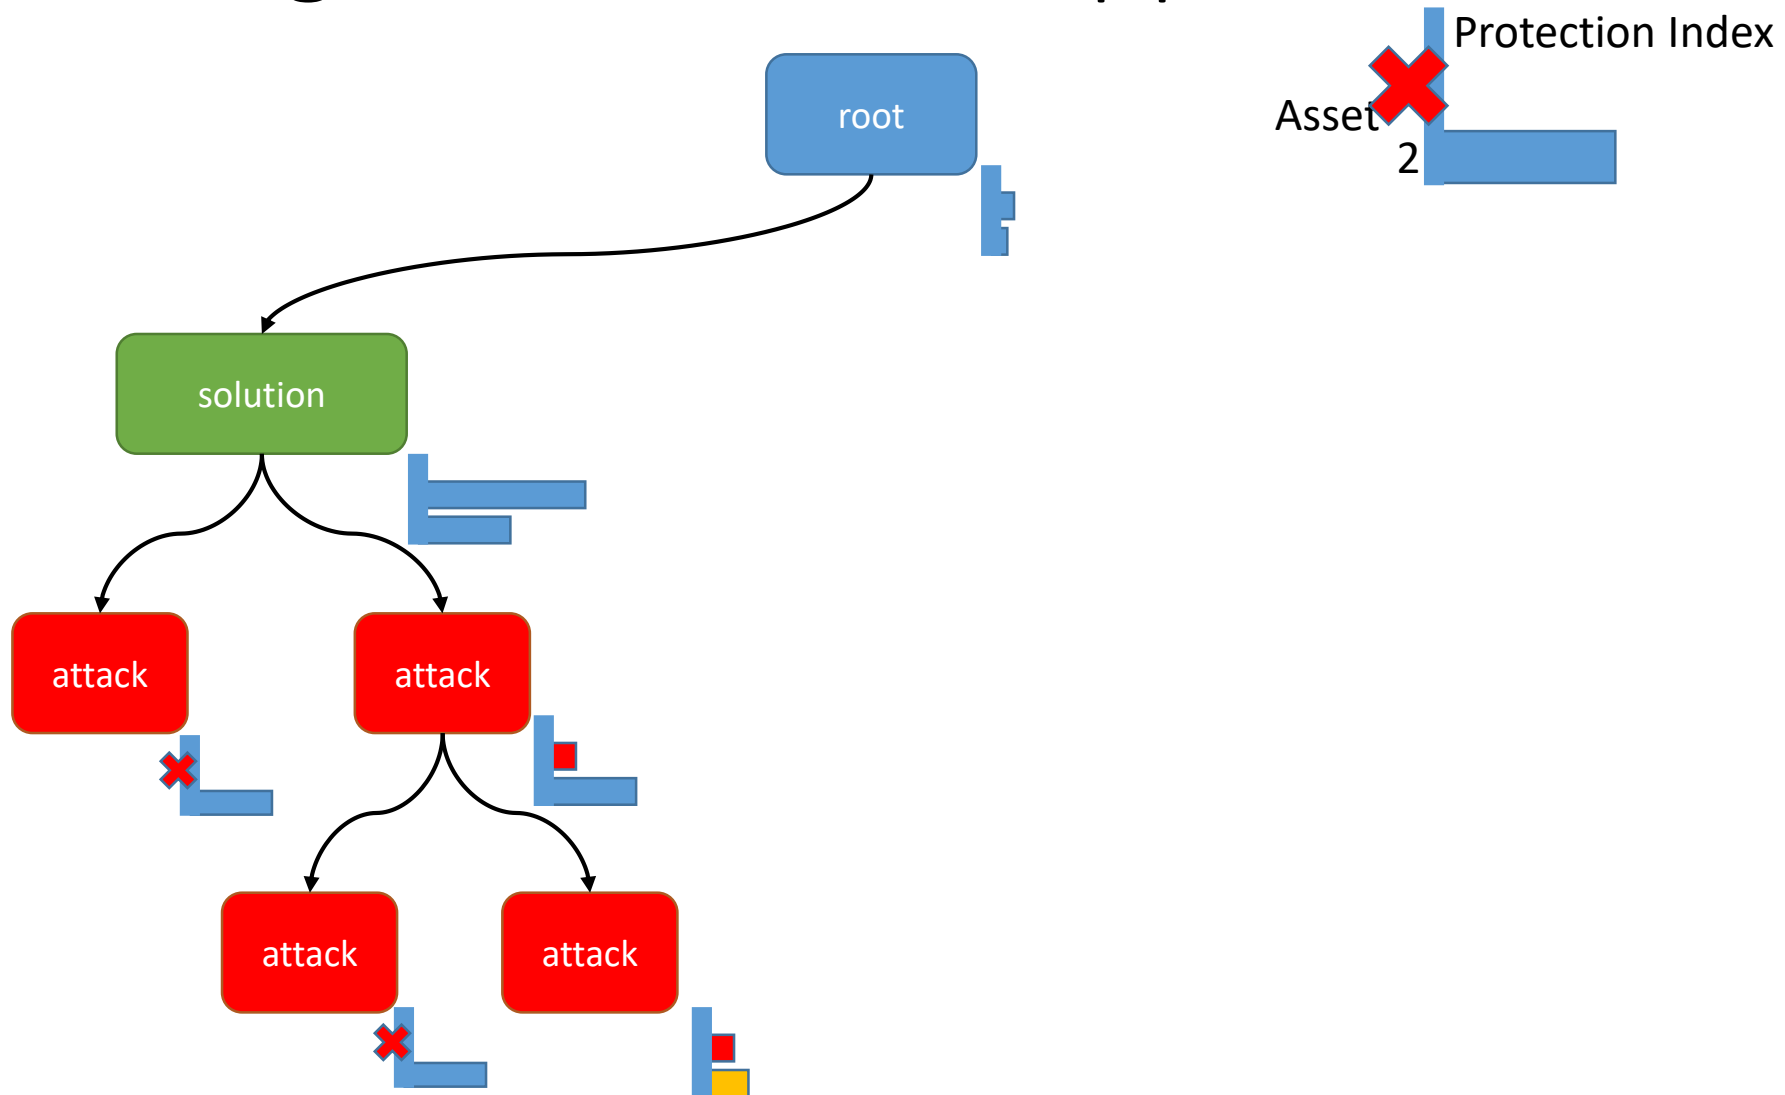 Protection Index
root
Asset
2
solution
attack
attack
attack
attack